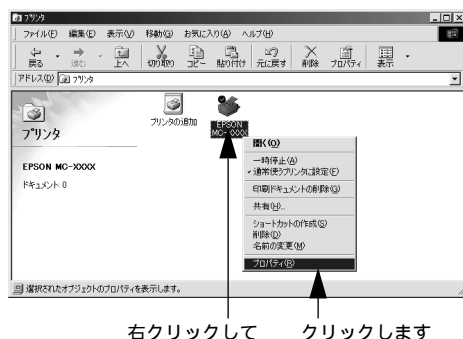 プリンタ
ファイル(F) 編集(E) 表示(V) 移動(G) お気に入り(A) ヘルプ(H)
戻る 進む 上へ 切り取り コピー 貼り付け 元に戻す 削除 プロパティ 表示
アドレス(D) プリンタ
プリンタ
EPSON MC-XXXX
ドキュメント: 0
プリンタの追加
EPSON
MC-XXXX
開く(O)
一時停止(A)
通常使うプリンタに設定(F)
印刷ドキュメントの削除(G)
共有(H)...
ショートカットの作成(S)
削除(D)
名前の変更(M)
プロパティ(R)
選択されたオブジェクトのプロパティを表示します。
右クリックして クリックします